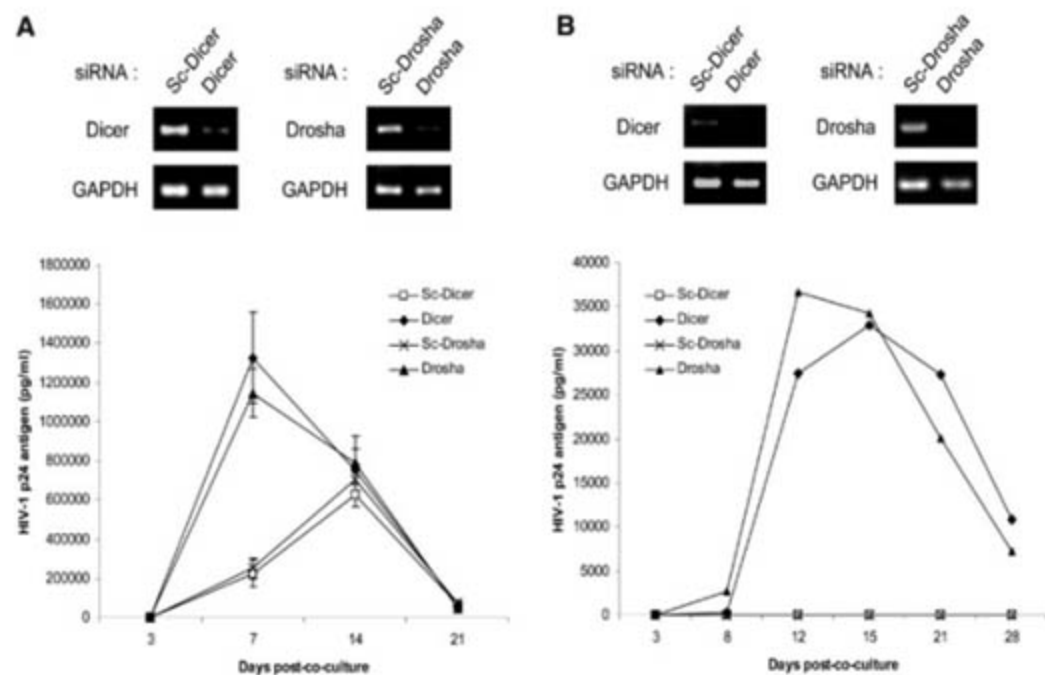 A
siRNA :
Sc-Dicer
Dicer
siRNA :
Sc-Drosha
Drosha
Dicer
Drosha
GAPDH
GAPDH
HIV-1 p24 antigen (pg/ml)
1800000
1600000
1400000
1200000
1000000
800000
600000
400000
200000
0
Sc-Dicer
Dicer
Sc-Drosha
Drosha
3 7 14 21
Days post-co-culture
B
siRNA :
Sc-Dicer
Dicer
siRNA :
Sc-Drosha
Drosha
Dicer
Drosha
GAPDH
GAPDH
HIV-1 p24 antigen (pg/ml)
40000
35000
30000
25000
20000
15000
10000
5000
0
Sc-Dicer
Dicer
Sc-Drosha
Drosha
3 8 12 15 21 28
Days post-co-culture